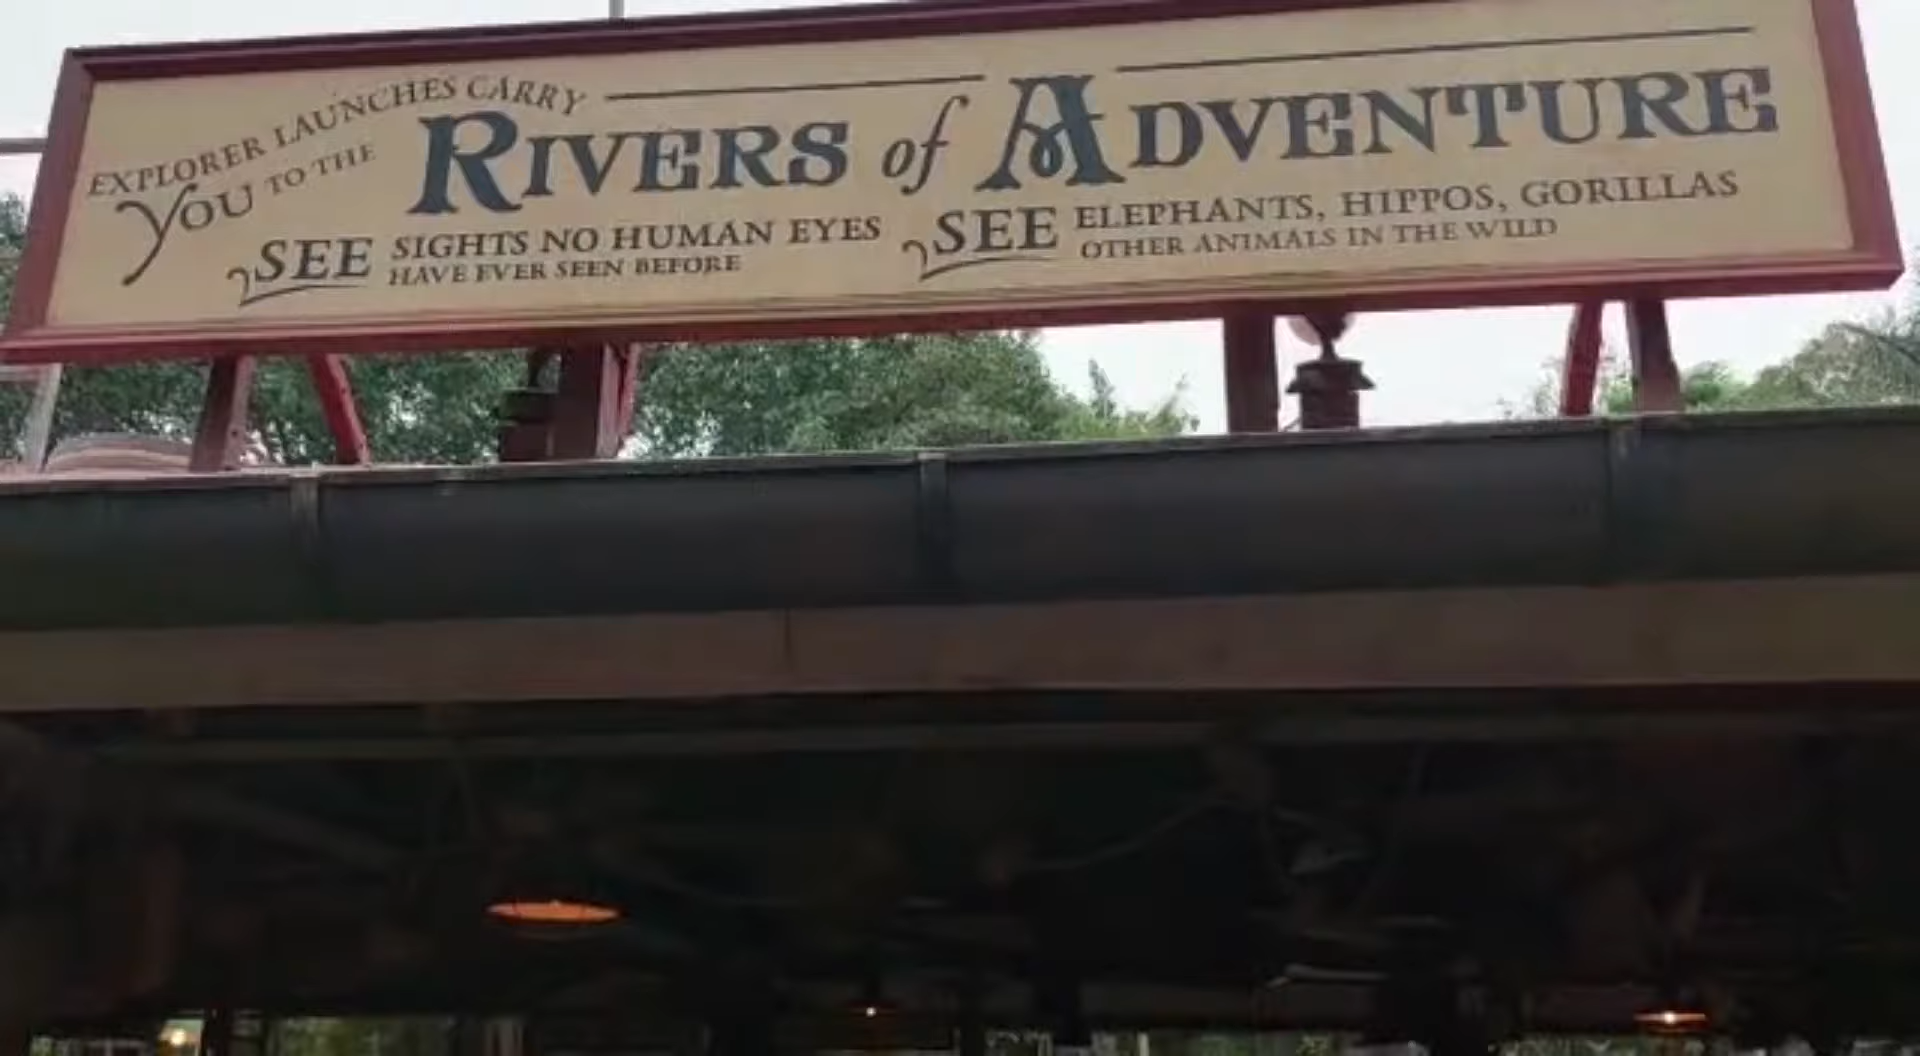 EXPLORER LAUNCHES CARRY
YOU TO THE
RIVERS of ADVENTURE
SEE SIGHTS NO HUMAN EYES
HAVE EVER SEEN BEFORE
SEE ELEPHANTS, HIPPOS, GORILLAS
OTHER ANIMALS IN THE WILD